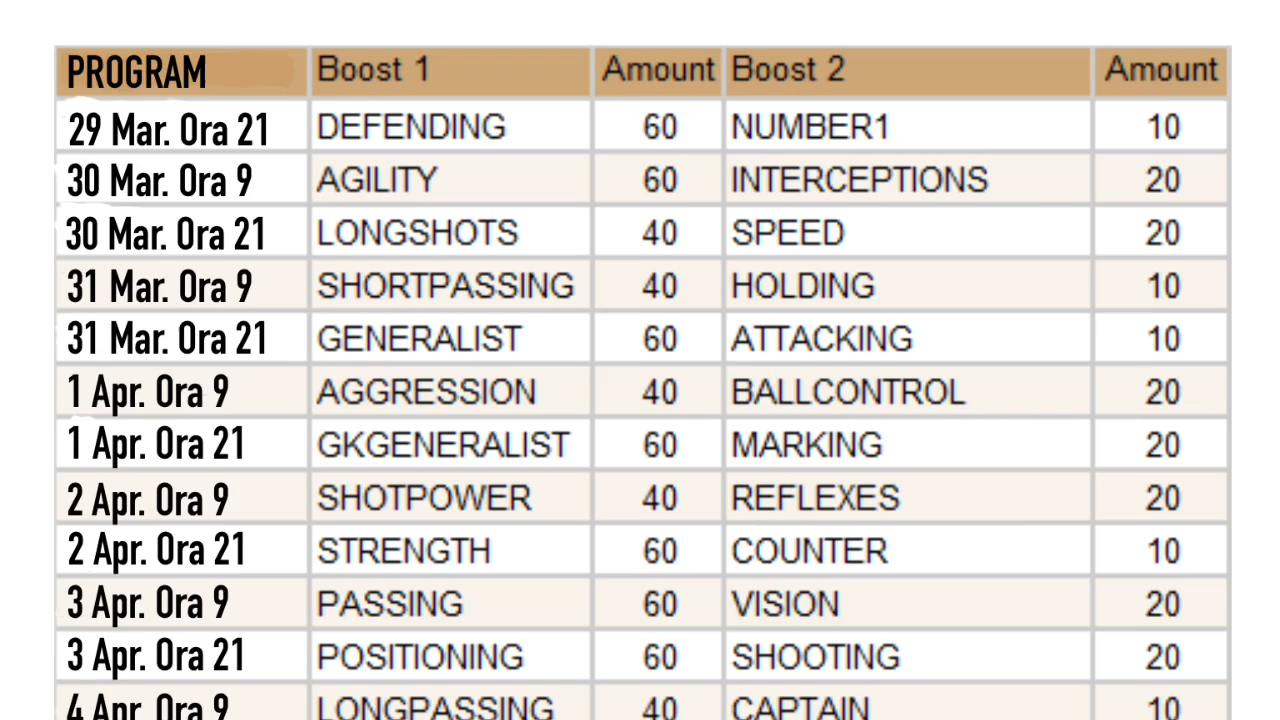 PROGRAM Boost 1 Amount Boost 2 Amount
29 Mar. Ora 21 DEFENDING 60 NUMBER1 10
30 Mar. Ora 9 AGILITY 60 INTERCEPTIONS 20
30 Mar. Ora 21 LONGSHOTS 40 SPEED 20
31 Mar. Ora 9 SHORTPASSING 40 HOLDING 10
31 Mar. Ora 21 GENERALIST 60 ATTACKING 10
1 Apr. Ora 9 AGGRESSION 40 BALLCONTROL 20
1 Apr. Ora 21 GKGENERALIST 60 MARKING 20
2 Apr. Ora 9 SHOTPOWER 40 REFLEXES 20
2 Apr. Ora 21 STRENGTH 60 COUNTER 10
3 Apr. Ora 9 PASSING 60 VISION 20
3 Apr. Ora 21 POSITIONING 60 SHOOTING 20
4 Apr. Ora 9 LONGPASSING 40 CAPTAIN 10